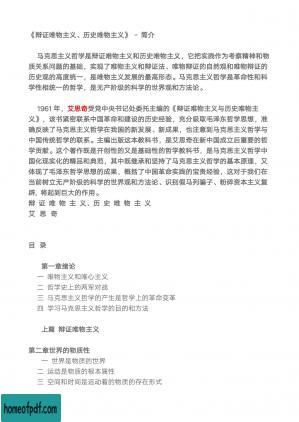 《辩证唯物主义、历史唯物主义》 - 简介
马克思主义哲学是辩证唯物主义和历史唯物主义，它把实践作为考察精神和物
质关系问题的基础，实现了唯物主义和辩证法、唯物辩证的自然观和唯物辩证的
历史观的高度统一，是唯物主义发展的最高形态。马克思主义哲学是革命性和科
学性相统一的哲学，是无产阶级的科学的世界观和方法论。
1961年，艾思奇受党中央书记处委托主编的《辩证唯物主义与历史唯物主
义》，该书紧密联系中国革命和建设的历史经验，充分吸取毛泽东哲学思想，准
确反映了马克思主义哲学在我国的新发展、新成果，也注意到马克思主义哲学与
中国传统哲学的联系。主编出版这本教科书，是艾思奇在新中国成立后重要的哲
学贡献。这个著作既是开创性的又是基础性的哲学教科书，是马克思主义哲学中
国化现实化的精品和典范，其中既继承和坚持了马克思主义哲学的基本原理，又
体现了毛泽东哲学思想的成果，概括了中国革命实践的宝贵经验，这对于我们在
当前树立无产阶级的科学的世界观和方法论、识别假马列骗子、粉碎资本主义复
辟, 将起到巨大的作用。
辩 证 唯 物 主 义、历 史 唯 物 主 义
艾 思 奇
目 录
第一章绪论
一 唯物主义和唯心主义
二 哲学史上的两军对战
三 马克思主义哲学的产生是哲学上的革命变革
四 学习马克思主义哲学的目的和方法
上篇 辩证唯物主义
第二章世界的物质性
一 世界是物质的世界
二 运动是物质的根本属性
三 空间和时间是运动着的物质的存在形式
homeofpdf.com